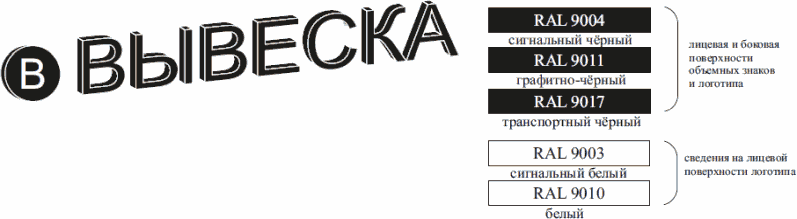 В ВЫВЕСКА
RAL 9004
сигнальный чёрный
RAL 9011
графитно-чёрный
RAL 9017
транспортный чёрный
лицевая и боковая
поверхности
объемных знаков
и логотипа
RAL 9003
сигнальный белый
RAL 9010
белый
сведения на лицевой
поверхности логотипа